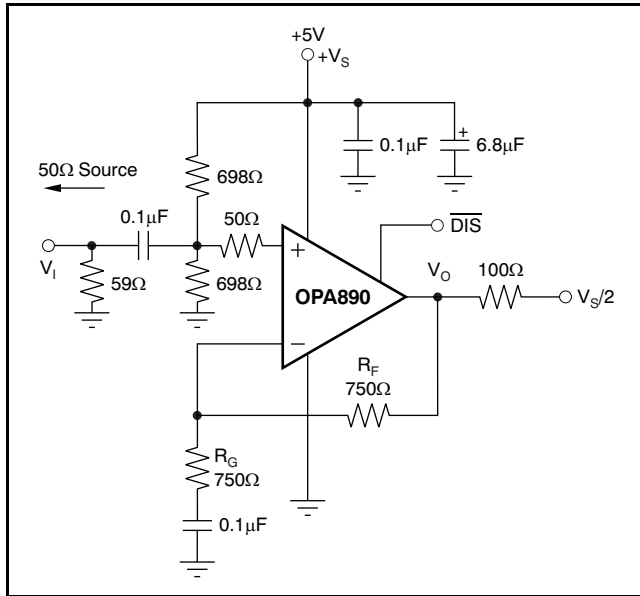 +5V
+V_S
50Ω Source
698Ω
0.1µF
6.8µF
+
0.1µF
50Ω
DIS
V_I
59Ω
698Ω
+
OPA890
−
V_O
100Ω
V_S/2
R_F
750Ω
R_G
750Ω
0.1µF